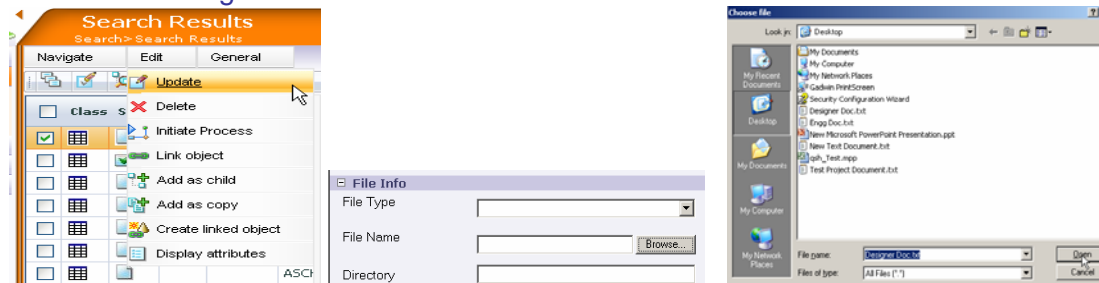 Search Results
Search>Search Results
Navigate Edit General
Update
Class S
Delete
Initiate Process
Link object
Add as child
Add as copy
Create linked object
Display attributes
File Info
File Type
File Name
Browse...
Directory
Choose file
Look in: Desktop
My Recent Documents
Desktop
My Documents
My Computer
My Network Places
My Documents
My Computer
My Network Places
Gadwin PrintScreen
Security Configuration Wizard
Designer Doc.txt
Engg Doc.txt
New Microsoft PowerPoint Presentation.ppt
New Text Document.txt
qsh_Test.mpp
Test Project Document.txt
File name: Designer Doc.txt
Open
Files of type: All Files (*.*)
Cancel